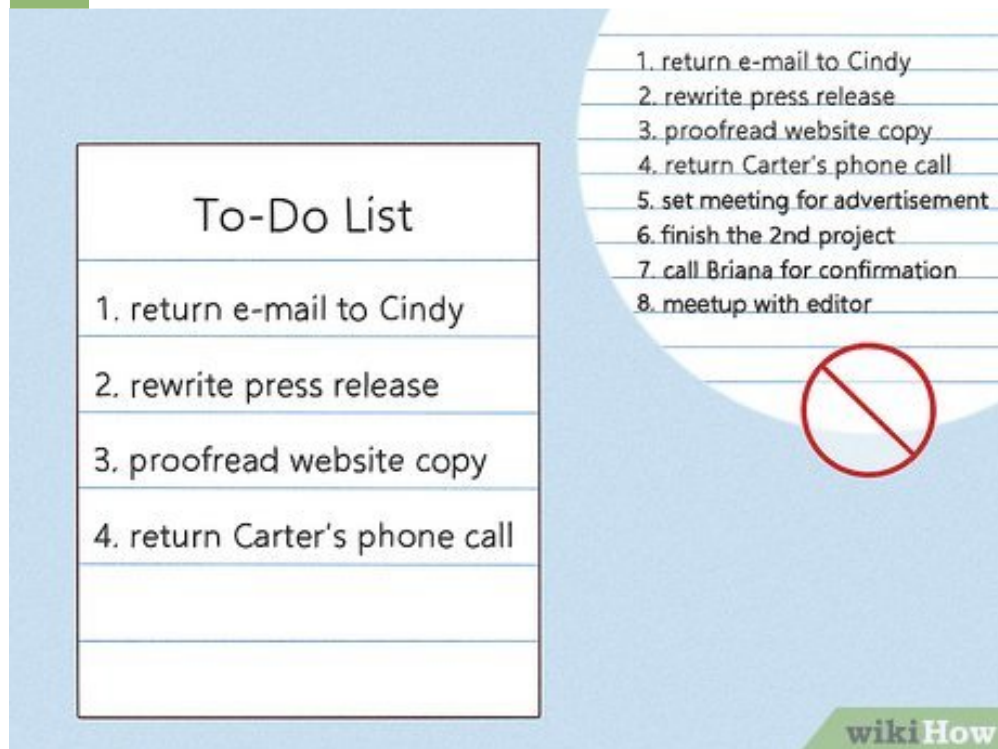 To-Do List
1. return e-mail to Cindy
2. rewrite press release
3. proofread website copy
4. return Carter's phone call
1. return e-mail to Cindy
2. rewrite press release
3. proofread website copy
4. return Carter's phone call
5. set meeting for advertisement
6. finish the 2nd project
7. call Briana for confirmation
8. meetup with editor
wikiHow